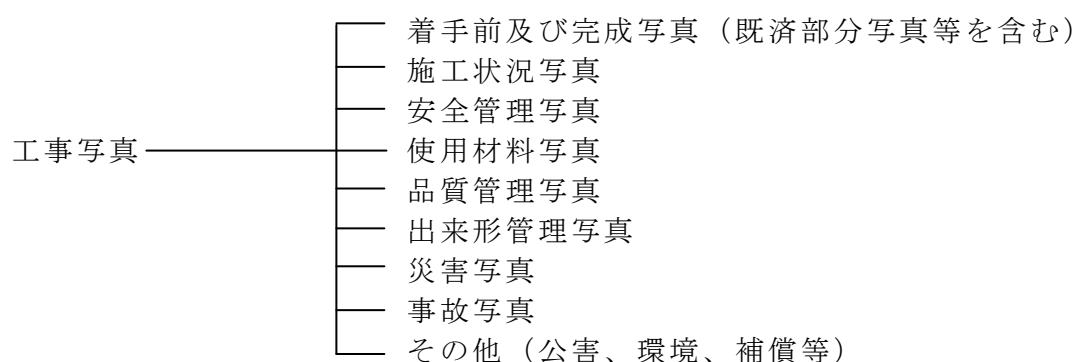 着手前及び完成写真（既済部分写真等を含む）
施工状況写真
安全管理写真
工事写真
使用材料写真
品質管理写真
出来形管理写真
災害写真
事故写真
その他（公害、環境、補償等）